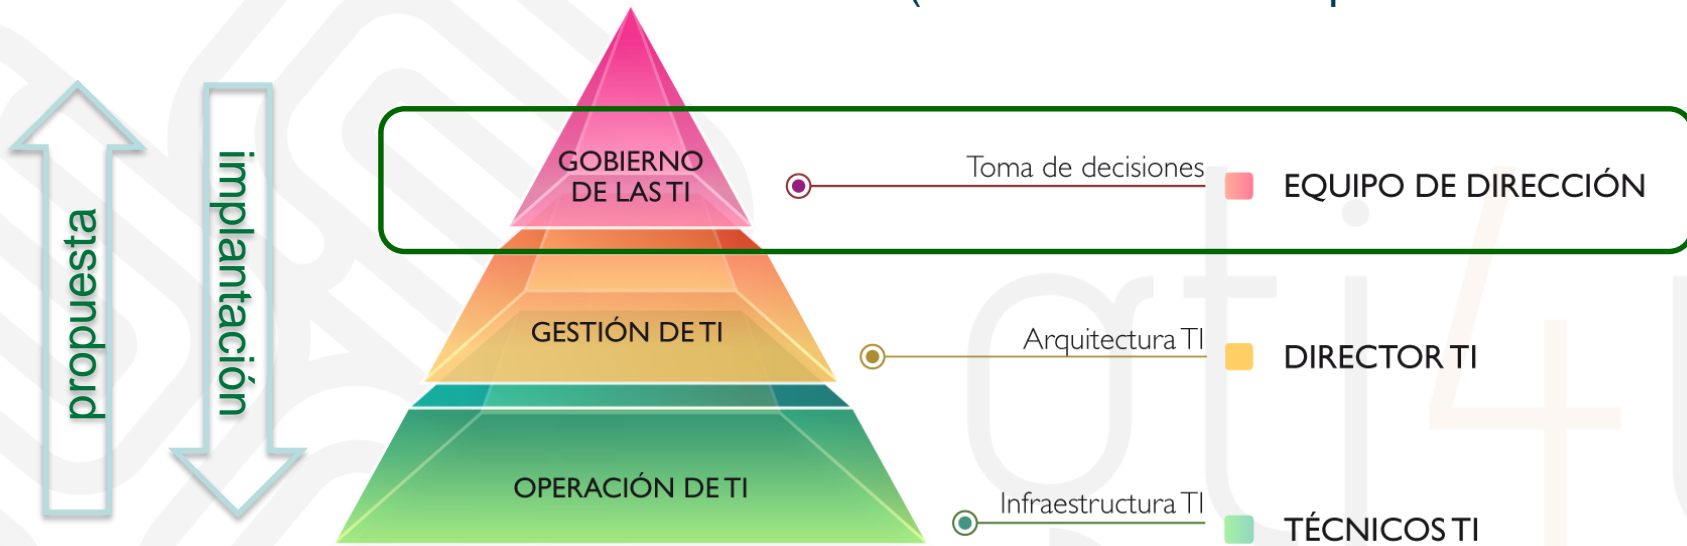 propuesta
implantación
GOBIERNO
DE LAS TI
Toma de decisiones
EQUIPO DE DIRECCIÓN
GESTIÓN DE TI
Arquitectura TI
DIRECTOR TI
OPERACIÓN DE TI
Infraestructura TI
TÉCNICOS TI
gti4u